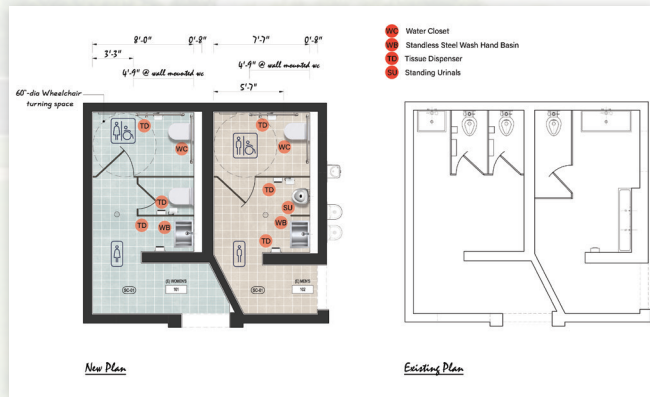 8'-0"
0'-8"
7'-7"
0'-8"
3'-3"
4'-9" @ wall mounted wc
4'-9" @ wall mounted wc
5'-7"
60"-dia Wheelchair
turning space
WC Water Closet
WB Standless Steel Wash Hand Basin
TD Tissue Dispenser
SU Standing Urinals
TD
WC
TD
WC
TD
TD
SU
TD
WB
WB
TD
(E) WOMEN'S
101
(E) MEN'S
102
New Plan
Existing Plan